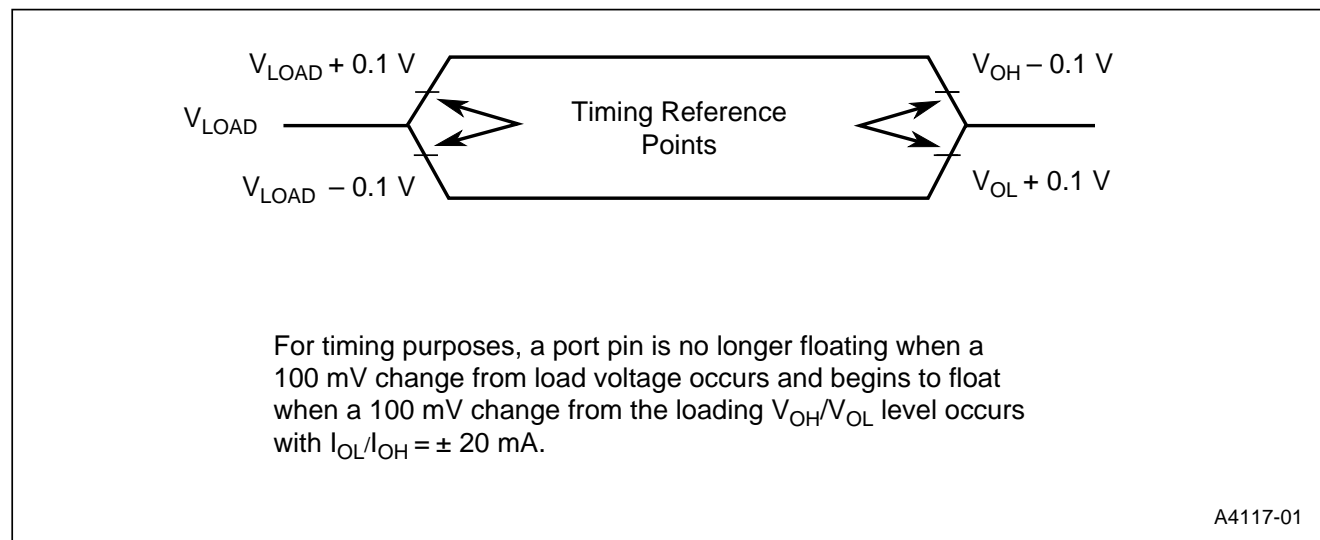 V_LOAD + 0.1 V
V_OH – 0.1 V
V_LOAD
Timing Reference
Points
V_LOAD – 0.1 V
V_OL + 0.1 V
For timing purposes, a port pin is no longer floating when a
100 mV change from load voltage occurs and begins to float
when a 100 mV change from the loading V_OH/V_OL level occurs
with I_OL/I_OH = ± 20 mA.
A4117-01